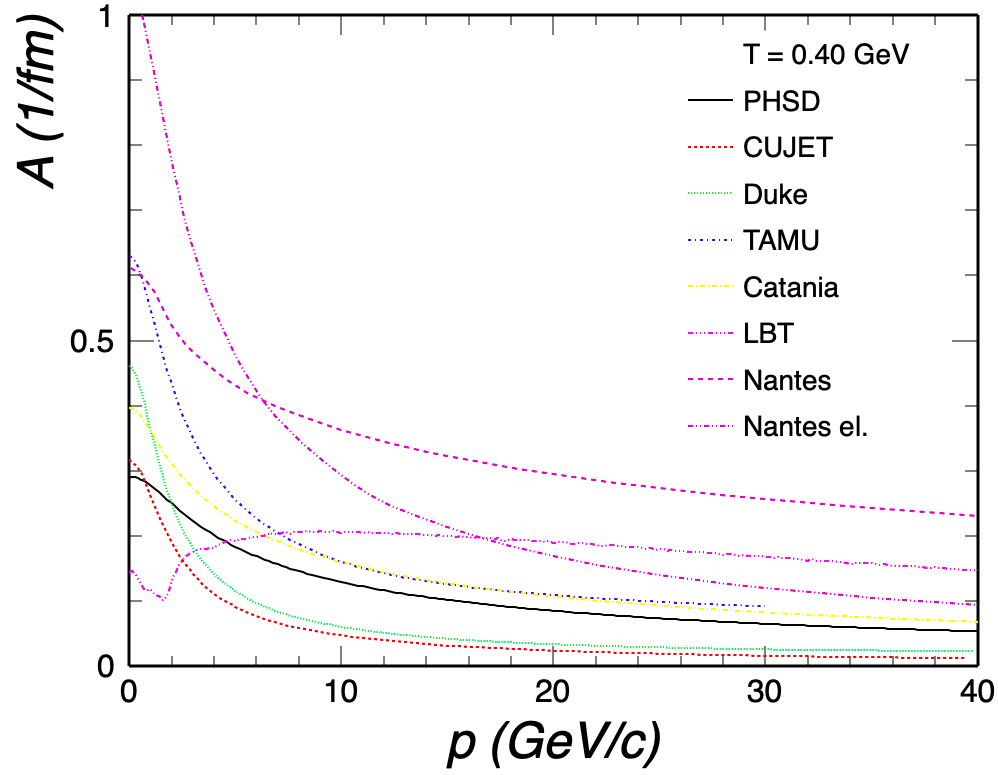 1
A (1/fm)
0.5
0
T = 0.40 GeV
PHSD
CUJET
Duke
TAMU
Catania
LBT
Nantes
Nantes el.
0 10 20 30 40
p (GeV/c)